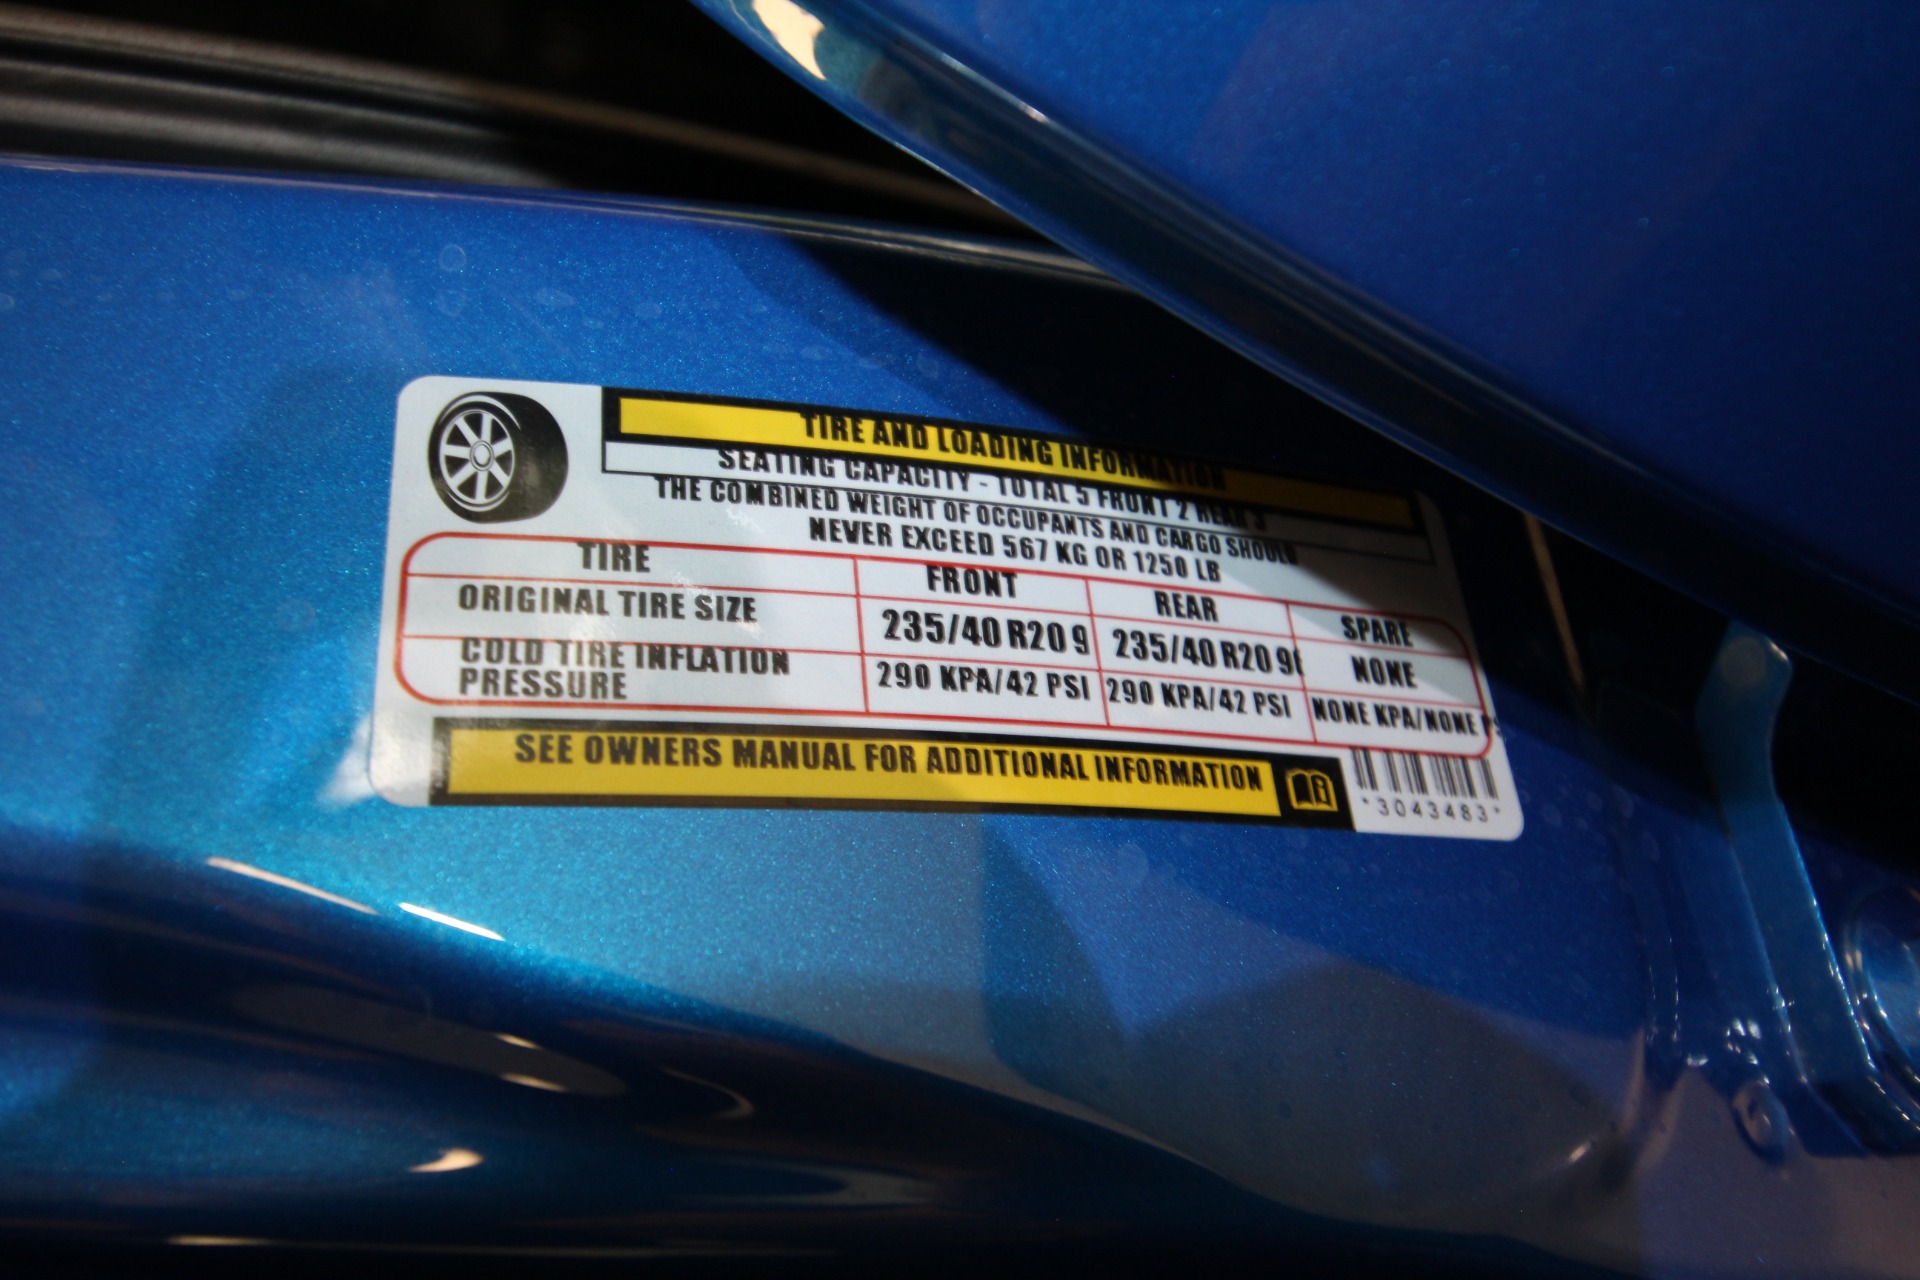 TIRE AND LOADING INFORMATION
SEATING CAPACITY - TOTAL 5 FRONT 2 REAR 3
THE COMBINED WEIGHT OF OCCUPANTS AND CARGO SHOULD
NEVER EXCEED 567 KG OR 1250 LB
TIRE FRONT REAR SPARE
ORIGINAL TIRE SIZE 235/40 R20 9 235/40 R20 96 NONE
COLD TIRE INFLATION
PRESSURE 290 KPA/42 PSI 290 KPA/42 PSI NONE KPA/NONE PS
SEE OWNERS MANUAL FOR ADDITIONAL INFORMATION
*3043483*